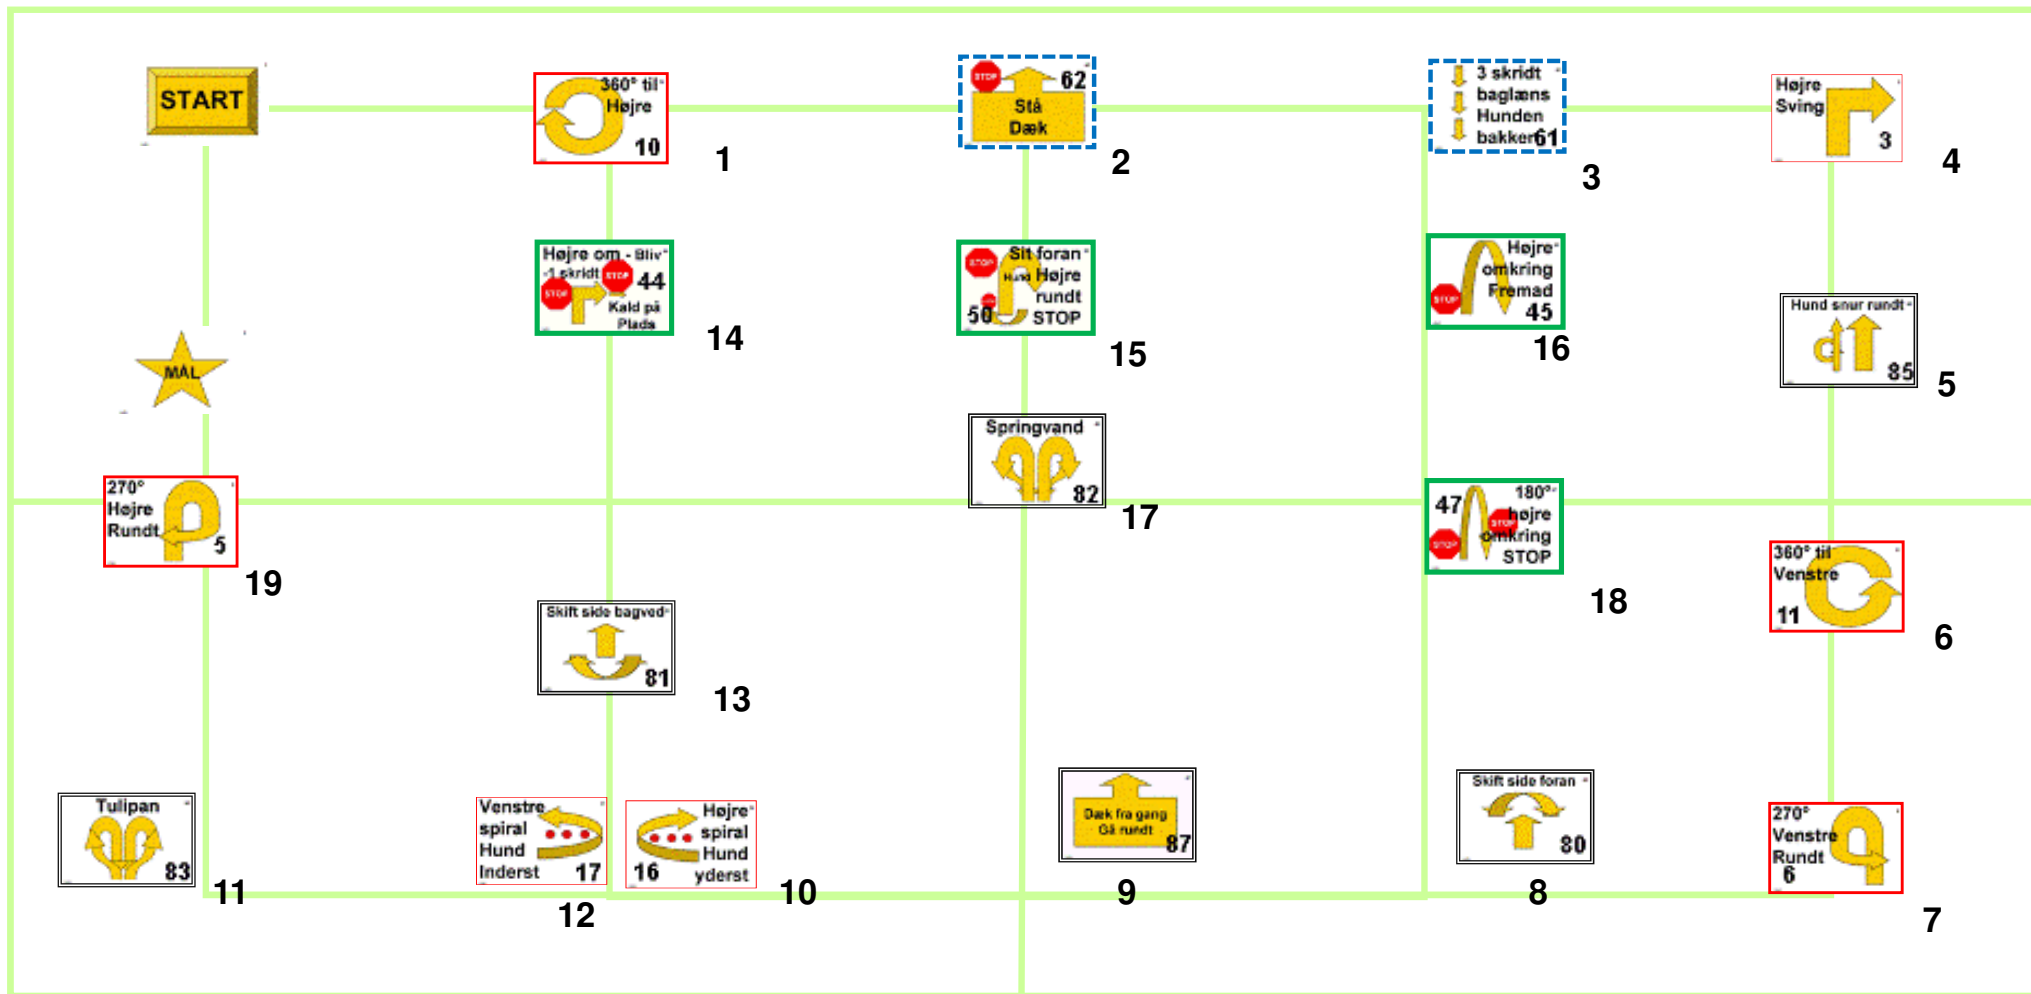 START
360° til
Højre
10
1
STOP
62
Stå
Dæk
2
3 skridt
baglæns
Hunden
bakker 61
3
Højre
Sving
3
4
Højre om - Bliv
-1 skridt STOP 44
STOP
Kald på
Plads
14
STOP
Sit foran
Hund Højre
rundt
50 STOP
15
Højre
omkring
STOP Fremad
45
16
Hund snur rundt
85
5
MÅL
Springvand
82
17
270°
Højre
Rundt
5
19
47 180°
STOP højre
STOP omkring
STOP
18
360° til
Venstre
11
6
Skift side bagved
81
13
Tulipan
83
11
Venstre
spiral
Hund
Inderst 17
12
Højre
spiral
Hund
16 yderst
10
Dæk fra gang
Gå rundt
87
9
Skift side foran
80
8
270°
Venstre
Rundt
6
7